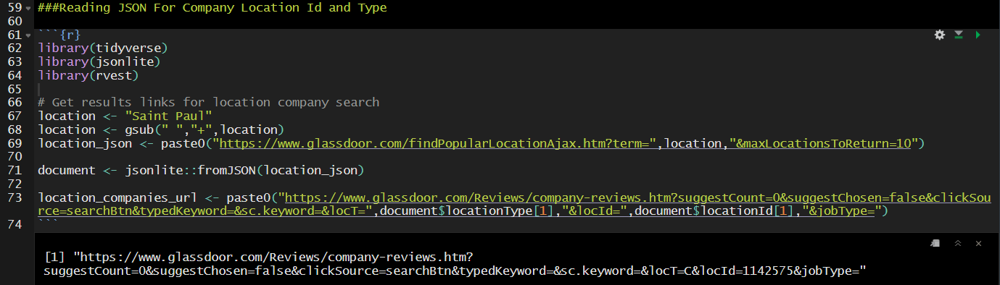 59 ###Reading JSON For Company Location Id and Type
60
61 ```{r}
62 library(tidyverse)
63 library(jsonlite)
64 library(rvest)
65
66 # Get results links for location company search
67 location <- "Saint Paul"
68 location <- gsub(" ","+",location)
69 location_json <- paste0("https://www.glassdoor.com/findPopularLocationAjax.htm?term=",location,"&maxLocationsToReturn=10")
70
71 document <- jsonlite::fromJSON(location_json)
72
73 location_companies_url <- paste0("https://www.glassdoor.com/Reviews/company-reviews.htm?suggestCount=0&suggestChosen=false&clickSou
rce=searchBtn&typedKeyword=&sc.keyword=&locT=",document$locationType[1],"&locId=",document$locationId[1],"&jobType=")
74 ```
[1] "https://www.glassdoor.com/Reviews/company-reviews.htm?
suggestCount=0&suggestChosen=false&clickSource=searchBtn&typedKeyword=&sc.keyword=&locT=C&locId=1142575&jobType="